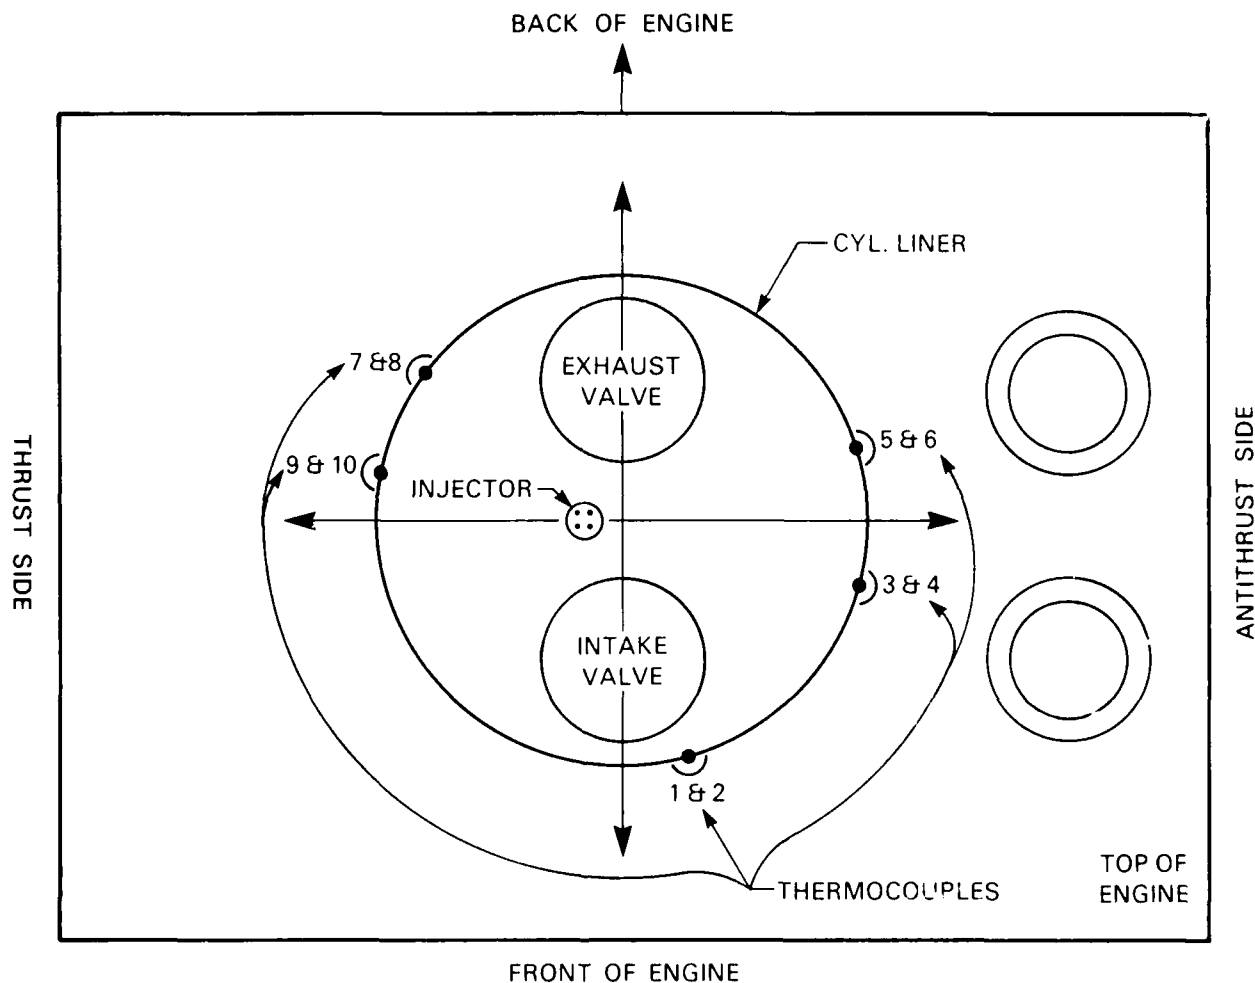 BACK OF ENGINE
CYL. LINER
7 &8
EXHAUST
VALVE
5 & 6
9 & 10
INJECTOR
THRUST SIDE
ANTITHRUST SIDE
3 & 4
INTAKE
VALVE
1 & 2
TOP OF
ENGINE
THERMOCOUPLES
FRONT OF ENGINE